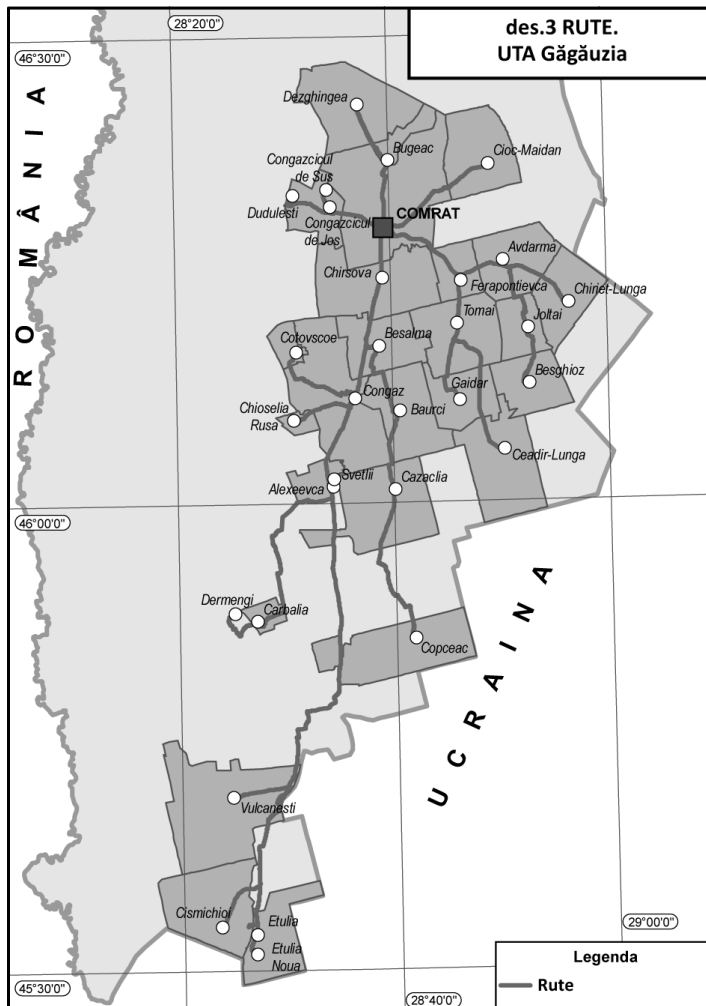 des.3 RUTE.
UTA Găgăuzia
28°20'0"
46°30'0"
ROMÂNIA
Dezghingea
Bugeac
Cioc-Maidan
Congazcicul
de Sus
Dudulesti
Congazcicule
de Jos
COMRAT
Avdarma
Chirsova
Ferapontievca
Chiriet-Lunga
Tomai
Joltai
Cotovscoe
Besalma
Besghioz
Congaz
Gaidar
Chioselia
Rusa
Baurci
Ceadir-Lunga
Svetlii
Alexeevca
Cazaclia
46°00'0"
Dermengi
Carbalia
Copceac
UCRAINA
Vulcanesti
Cismichioi
Etulia
Etulia
Noua
29°00'0"
Legenda
Rute
45°30'0"
28°40'0"